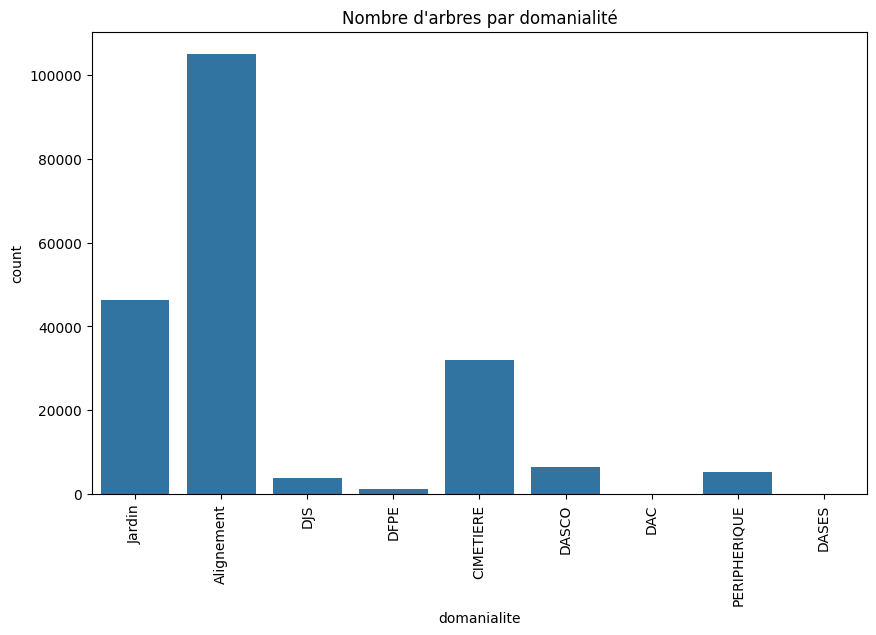 Nombre d'arbres par domanialité
100000
80000
60000
40000
20000
0
count
Jardin
Alignement
DJS
DFPE
CIMETIERE
DASCO
DAC
PERIPHERIQUE
DASES
domanialite